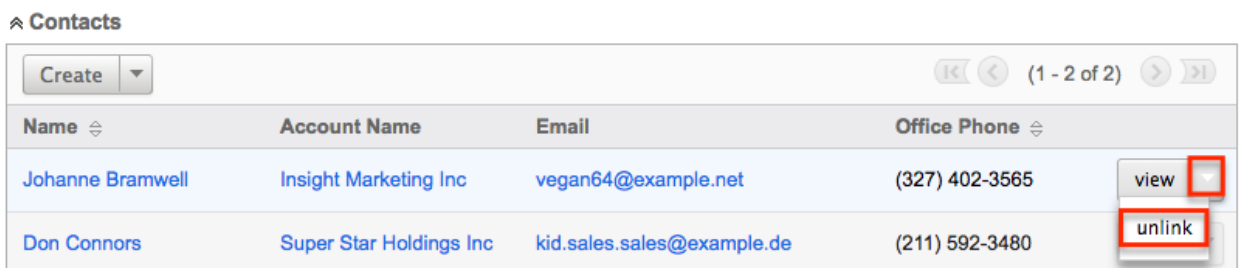 Contacts
Create (1 - 2 of 2)
Name Account Name Email Office Phone
Johanne Bramwell Insight Marketing Inc vegan64@example.net (327) 402-3565 view
Don Connors Super Star Holdings Inc kid.sales.sales@example.de (211) 592-3480 unlink